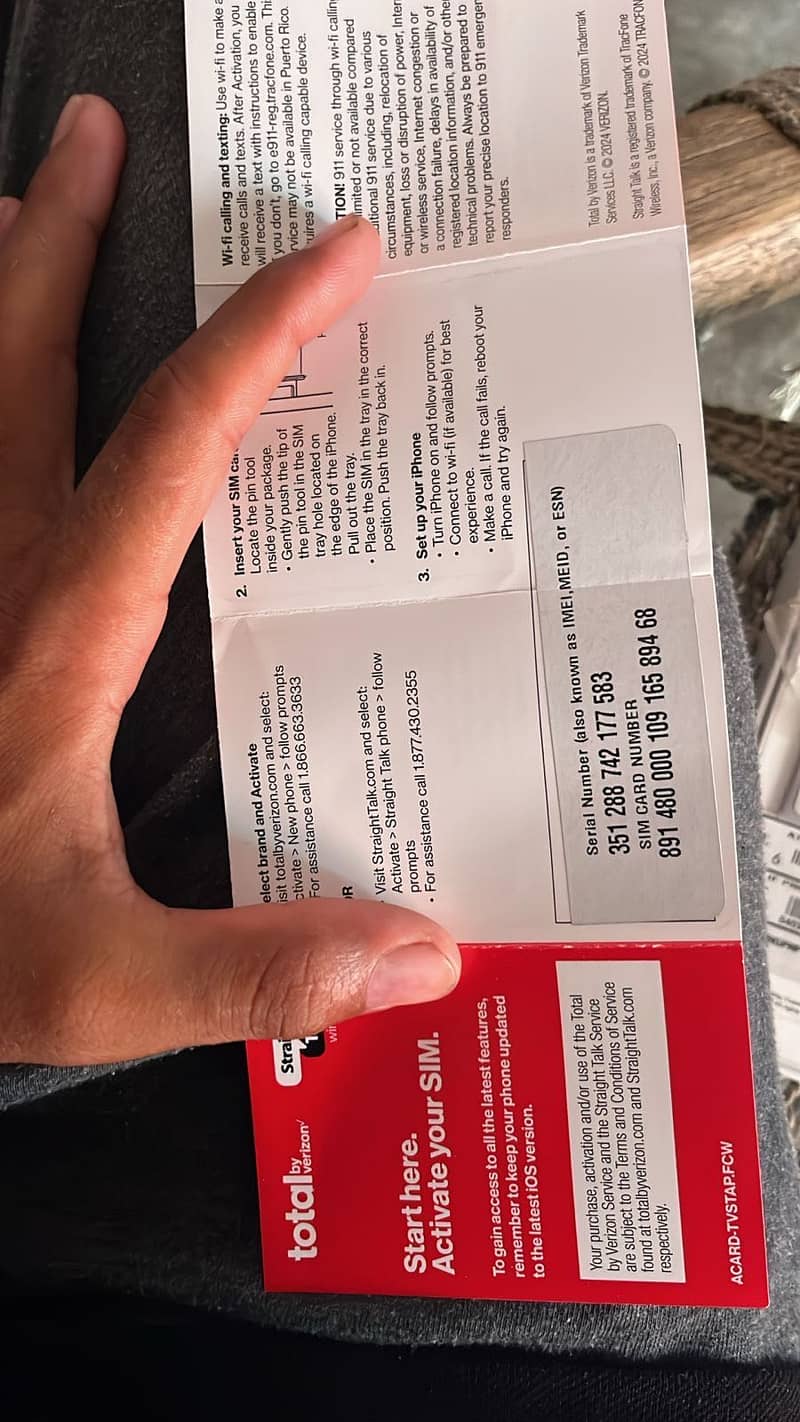 total by verizon
Strai
Start here.
Activate your SIM.
To gain access to all the latest features,
remember to keep your phone updated
to the latest iOS version.
Your purchase, activation and/or use of the Total
by Verizon Service and the Straight Talk Service
are subject to the Terms and Conditions of Service
found at totalbyverizon.com and StraightTalk.com
respectively.
ACARD-TVSTAP.FCW
elect brand and Activate
isit totalbyverizon.com and select:
ctivate > New phone > follow prompts
For assistance call 1.866.663.3633
OR
Visit StraightTalk.com and select:
Activate > Straight Talk phone > follow
prompts
• For assistance call 1.877.430.2355
2. Insert your SIM
Locate the pin tool
inside your package.
• Gently push the tip of
the pin tool in the SIM
tray hole located on
the edge of the iPhone.
Pull out the tray.
• Place the SIM in the tray in the correct
position. Push the tray back in.
3. Set up your iPhone
• Turn iPhone on and follow prompts.
• Connect to wi-fi (if available) for best
experience.
• Make a call. If the call fails, reboot your
iPhone and try again.
Serial Number (also known as IMEI,MEID, or ESN)
351 288 742 177 583
SIM CARD NUMBER
891 480 000 109 165 894 68
Wi-fi calling and texting: Use wi-fi to make
receive calls and texts. After Activation, you
will receive a text with instructions to enable
you don't, go to e911-reg.tracfone.com. Thi
rvice may not be available in Puerto Rico.
uires a wi-fi calling capable device.
TION! 911 service through wi-fi calling
imited or not available compared
itional 911 service due to various
circumstances, including, relocation of
equipment, loss or disruption of power, Inter
or wireless service, Internet congestion or
a connection failure, delays in availability of
registered location information, and/or other
technical problems. Always be prepared to
report your precise location to 911 emergen
responders.
Total by Verizon is a trademark of Verizon Trademark
Services LLC. © 2024 VERIZON.
Straight Talk is a registered trademark of TracFone
Wireless, Inc., a Verizon company. © 2024 TRACFON